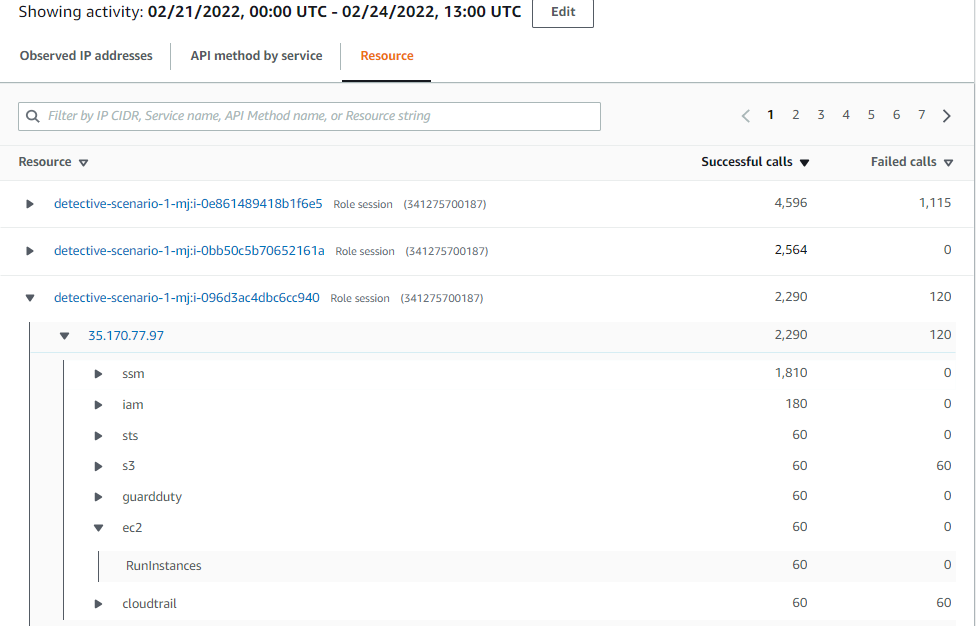 Showing activity: 02/21/2022, 00:00 UTC - 02/24/2022, 13:00 UTC Edit
Observed IP addresses API method by service Resource
Filter by IP CIDR, Service name, API Method name, or Resource string 1 2 3 4 5 6 7
Resource Successful calls Failed calls
detective-scenario-1-mj:i-0e861489418b1f6e5 Role session (341275700187) 4,596 1,115
detective-scenario-1-mj:i-0bb50c5b70652161a Role session (341275700187) 2,564 0
detective-scenario-1-mj:i-096d3ac4dbc6cc940 Role session (341275700187) 2,290 120
35.170.77.97 2,290 120
ssm 1,810 0
iam 180 0
sts 60 0
s3 60 60
guardduty 60 0
ec2 60 0
RunInstances 60 0
cloudtrail 60 60